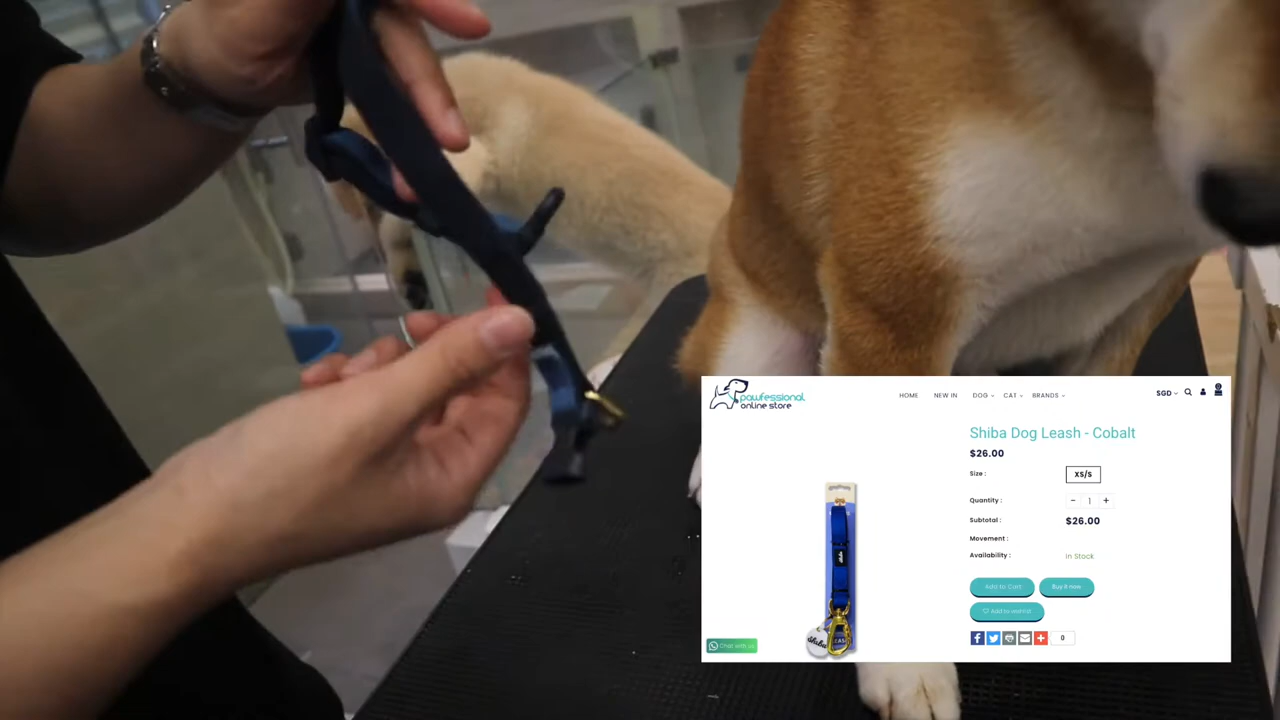 pawfessional
online store
HOME NEW IN DOG CAT BRANDS
SGD
Shiba Dog Leash - Cobalt
$26.00
Size : XS/S
Quantity : - 1 +
Subtotal : $26.00
Movement :
Availability : In Stock
Add to Cart Buy it now
Add to wishlist
0
Chat with us